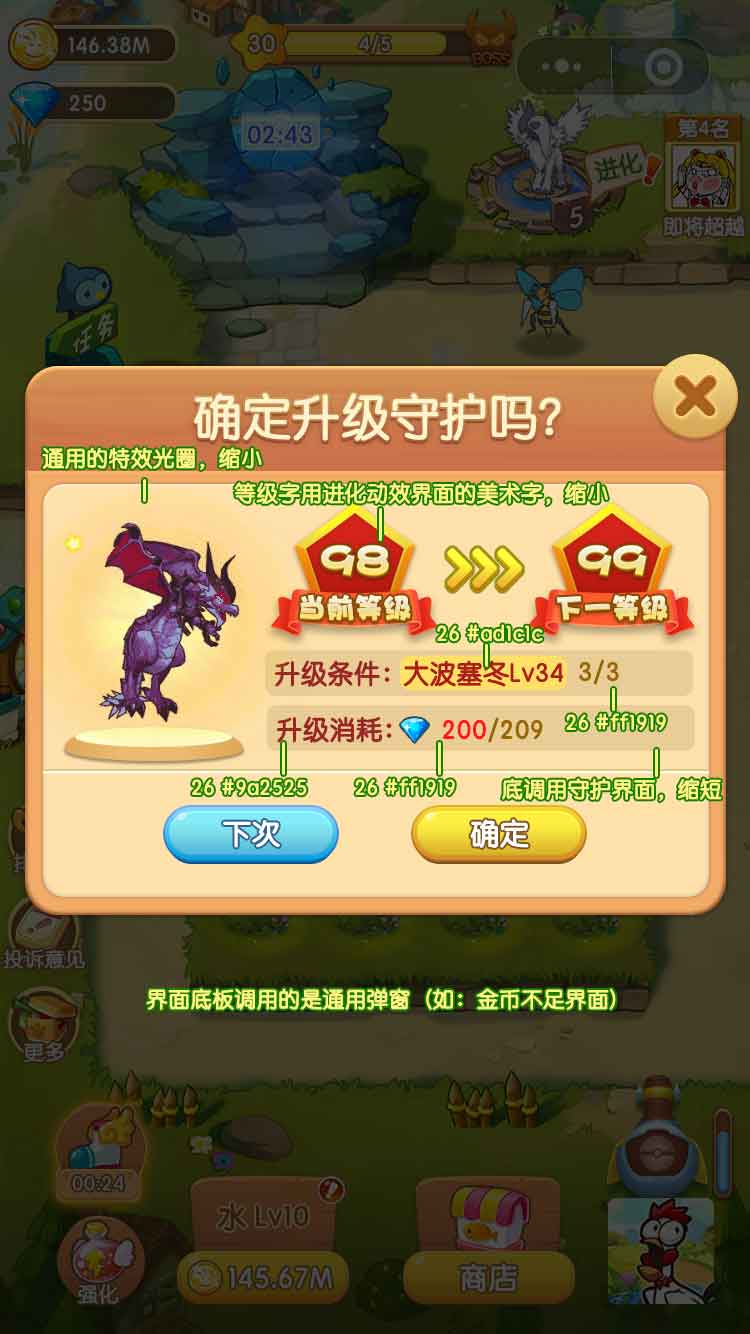 146.38M
30
4/5
BOSS
250
02:43
第4名
进化
5
即将超越
任务
确定升级守护吗？
通用的特效光圈，缩小
等级字用进化动效界面的美术字，缩小
98
99
当前等级
下一等级
26 #ad1c1c
升级条件：大波塞冬Lv34 3/3
26 #ff1919
升级消耗：200/209
26 #9a2525
26 #ff1919
底调用守护界面，缩短
下次
确定
投诉意见
界面底板调用的是通用弹窗（如：金币不足界面）
更多
00:24
水 Lv10
145.67M
商店
强化